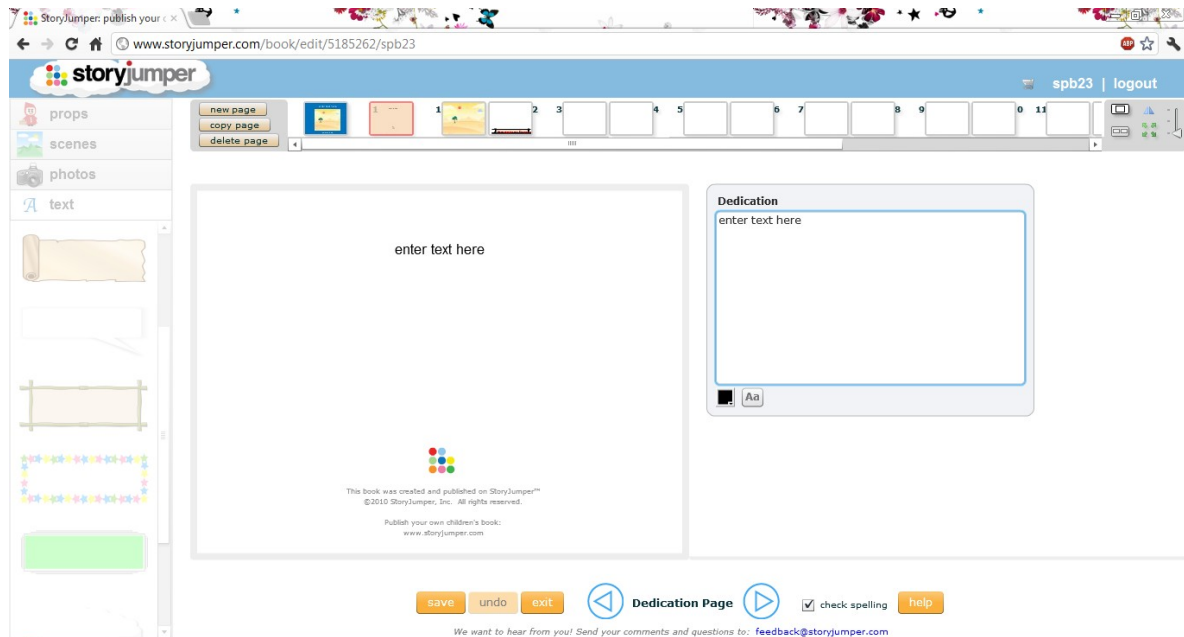 StoryJumper: publish your c
www.storyjumper.com/book/edit/5185262/spb23
ABP
storyjumper
spb23 | logout
props
scenes
photos
A text
new page
copy page
delete page
1 1 2 3 4 5 6 7 8 9 0 11
Dedication
enter text here
enter text here
Aa
This book was created and published on StoryJumper™
©2010 StoryJumper, Inc. All rights reserved.
Publish your own children's book:
www.storyjumper.com
save undo exit Dedication Page check spelling help
We want to hear from you! Send your comments and questions to: feedback@storyjumper.com